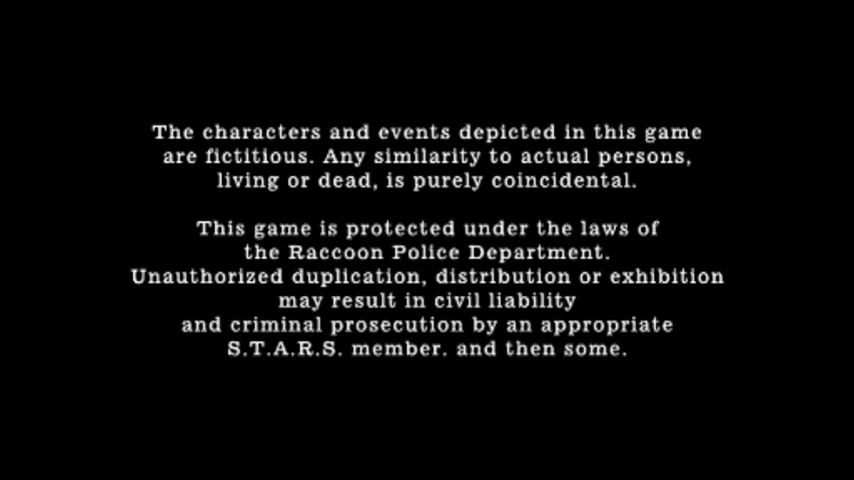 The characters and events depicted in this game
are fictitious. Any similarity to actual persons,
living or dead, is purely coincidental.
This game is protected under the laws of
the Raccoon Police Department.
Unauthorized duplication, distribution or exhibition
may result in civil liability
and criminal prosecution by an appropriate
S.T.A.R.S. member. and then some.